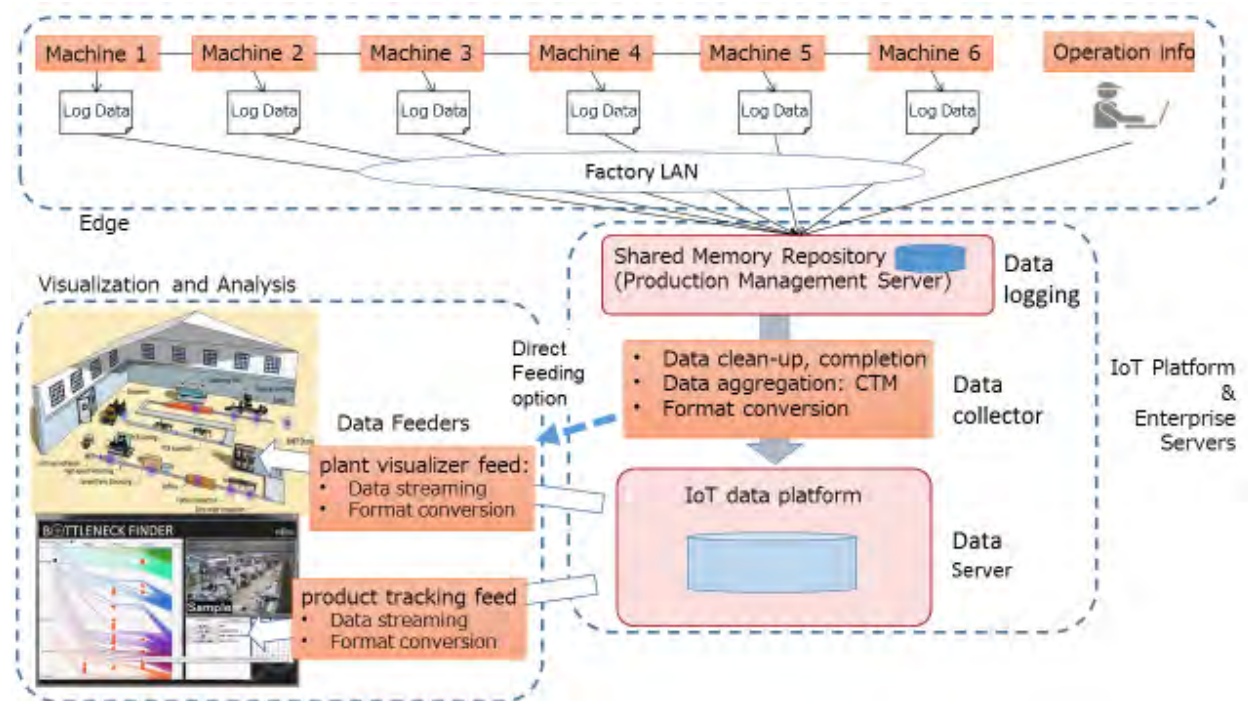 Machine 1
Machine 2
Machine 3
Machine 4
Machine 5
Machine 6
Operation info
Log Data
Log Data
Log Data
Log Data
Log Data
Log Data
Factory LAN
Edge
Shared Memory Repository
(Production Management Server)
Data
logging
Visualization and Analysis
Direct
Feeding
option
• Data clean-up, completion
• Data aggregation: CTM
• Format conversion
Data
collector
IoT Platform
&
Enterprise
Servers
Data Feeders
plant visualizer feed:
• Data streaming
• Format conversion
IoT data platform
Data
Server
BOTTLENECK FINDER
Sample
product tracking feed
• Data streaming
• Format conversion